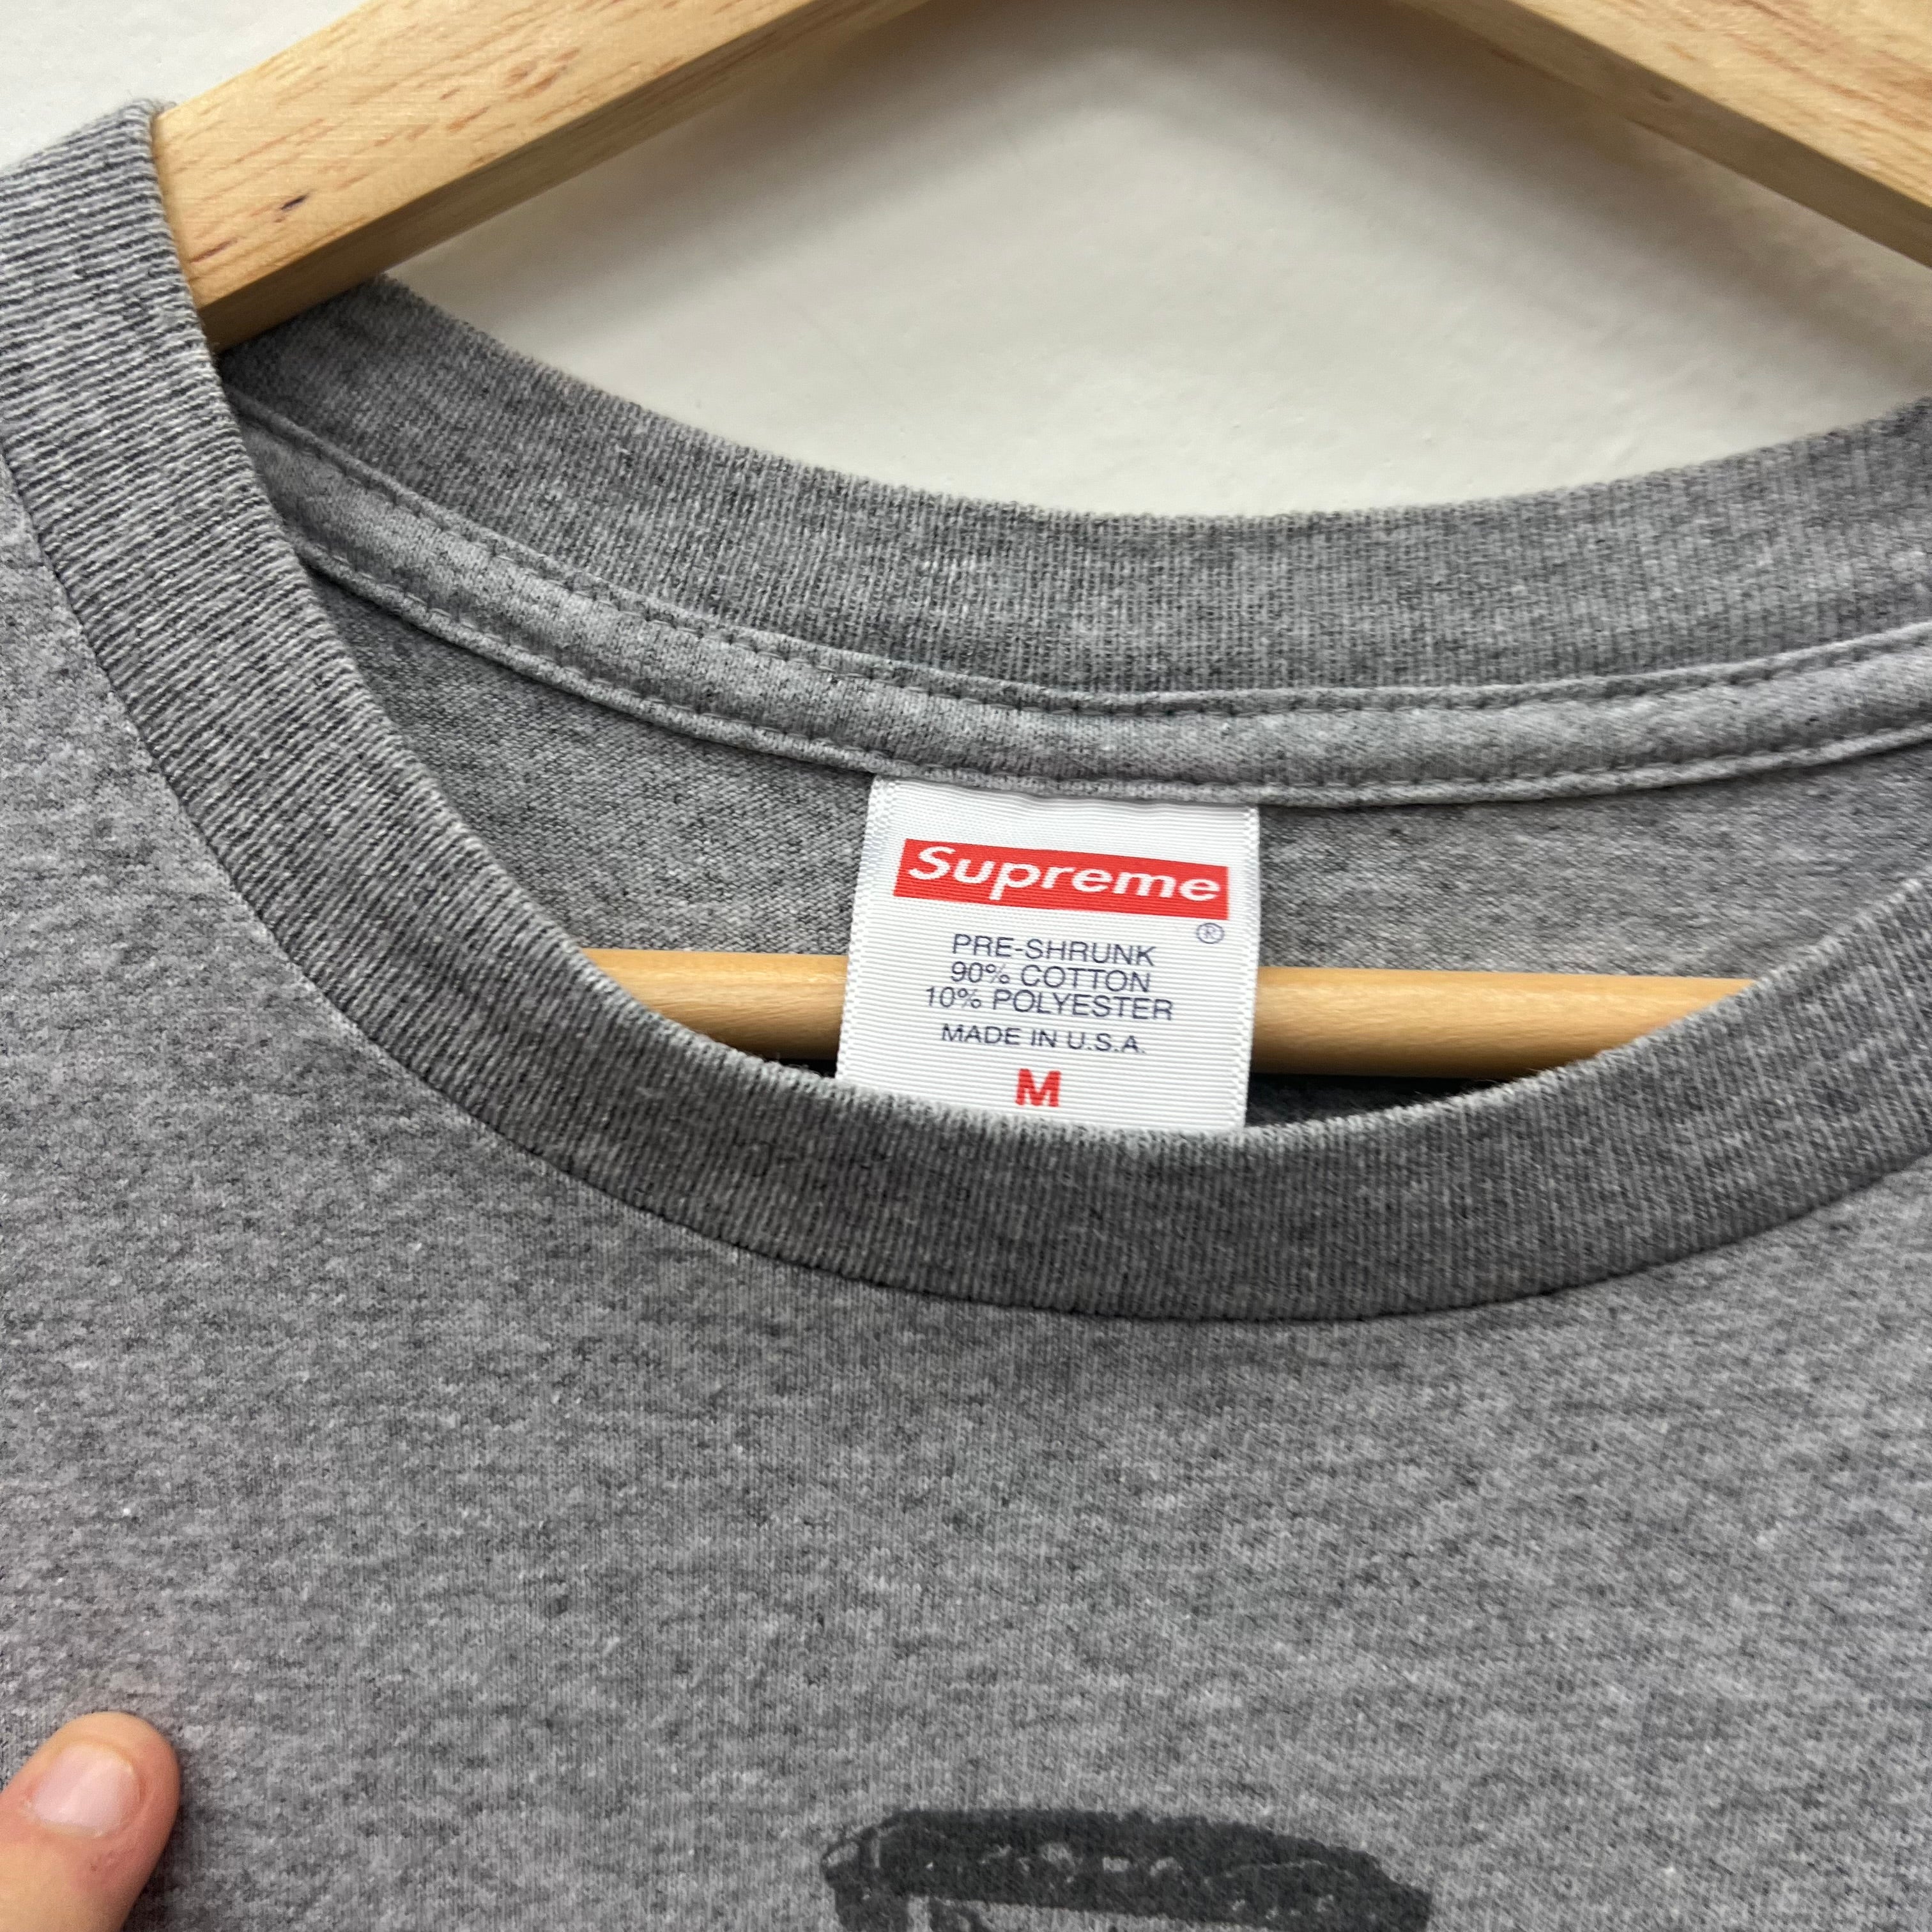 Supreme
®
PRE-SHRUNK
90% COTTON
10% POLYESTER
MADE IN U.S.A.
M